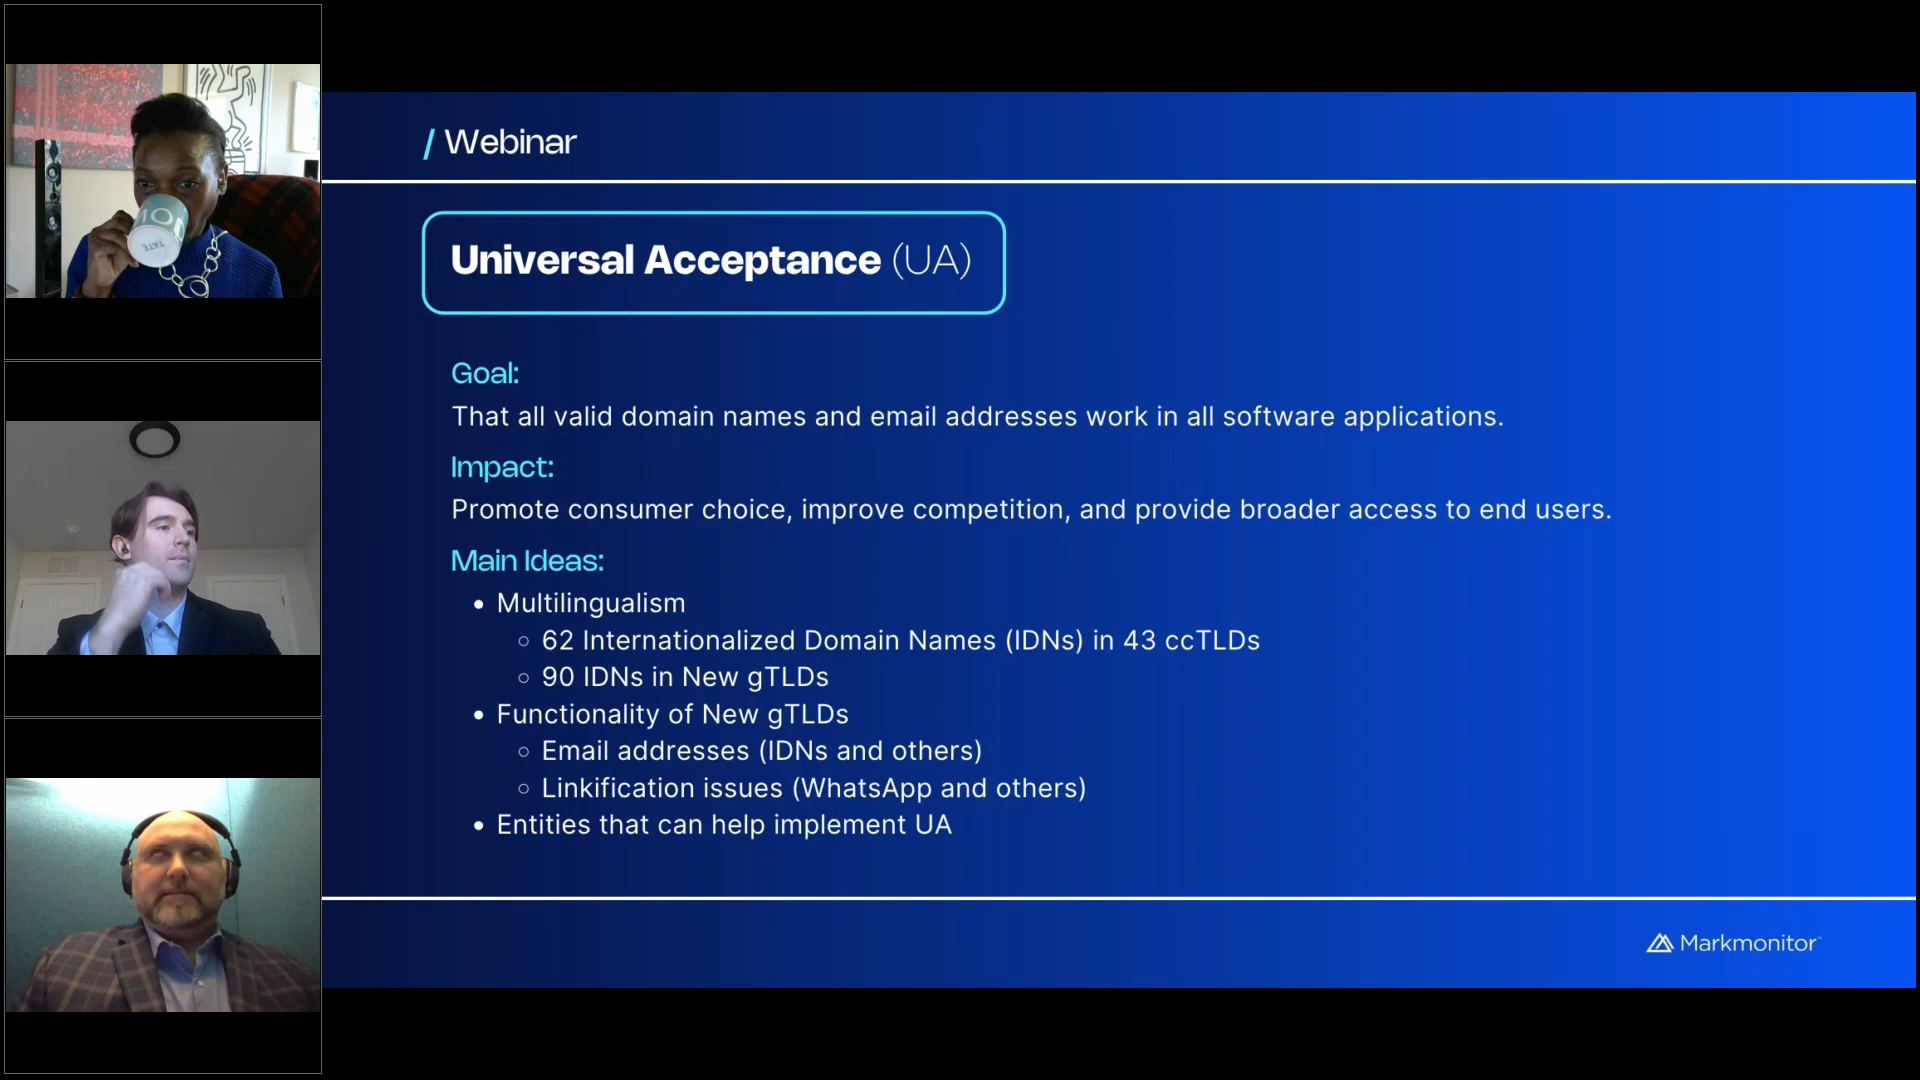 / Webinar
Universal Acceptance (UA)
Goal:
That all valid domain names and email addresses work in all software applications.
Impact:
Promote consumer choice, improve competition, and provide broader access to end users.
Main Ideas:
• Multilingualism
○ 62 Internationalized Domain Names (IDNs) in 43 ccTLDs
○ 90 IDNs in New gTLDs
• Functionality of New gTLDs
○ Email addresses (IDNs and others)
○ Linkification issues (WhatsApp and others)
• Entities that can help implement UA
Markmonitor™
TATE